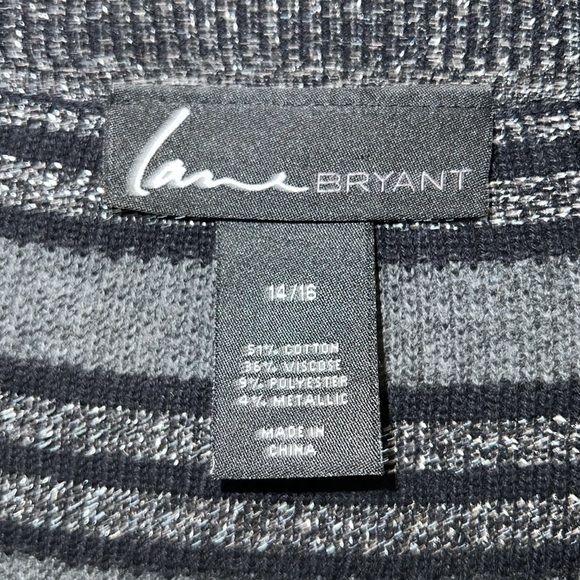 Lane BRYANT
14/16
51% COTTON
36% VISCOSE
9% POLYESTER
4% METALLIC
MADE IN
CHINA